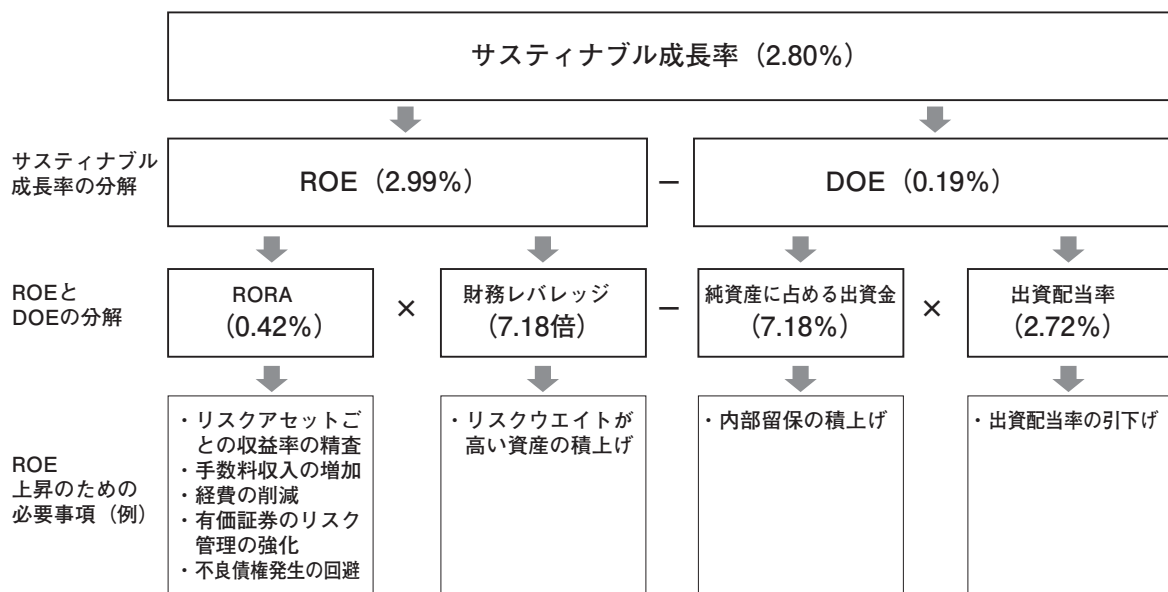 サスティナブル成長率（2.80%）
サスティナブル
成長率の分解
ROE（2.99%）
−
DOE（0.19%）
ROEと
DOEの分解
RORA
（0.42%）
×
財務レバレッジ
（7.18倍）
−
純資産に占める出資金
（7.18%）
×
出資配当率
（2.72%）
ROE
上昇のための
必要事項（例）
・リスクアセットご
との収益率の精査
・手数料収入の増加
・経費の削減
・有価証券のリスク
管理の強化
・不良債権発生の回避
・リスクウエイトが
高い資産の積上げ
・内部留保の積上げ
・出資配当率の引下げ